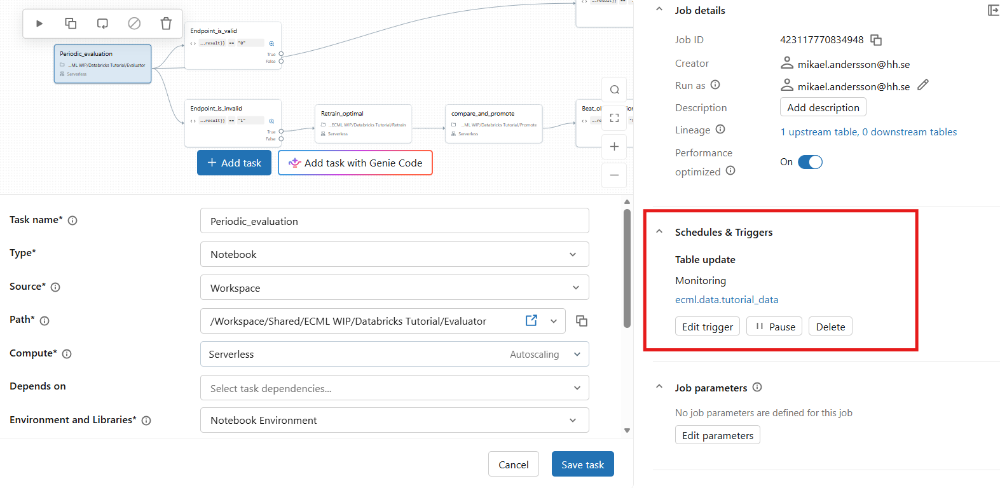 ...result}} == "0"
Endpoint_is_valid
...result}} == "0"
True
False
Periodic_evaluation
...ML WIP/Databricks Tutorial/Evaluator
Serverless
Endpoint_is_invalid
...result}} == "1"
True
False
Retrain_optimal
...ECML WIP/Databricks Tutorial/Retrain
Serverless
compare_and_promote
...ML WIP/Databricks Tutorial/Promote
Serverless
+ Add task
Add task with Genie Code
Task name*
Periodic_evaluation
Type*
Notebook
Source*
Workspace
Path*
/Workspace/Shared/ECML WIP/Databricks Tutorial/Evaluator
Compute*
Serverless Autoscaling
Depends on
Select task dependencies...
Environment and Libraries*
Notebook Environment
Cancel
Save task
Job details
Job ID 423117770834948
Creator mikael.andersson@hh.se
Run as mikael.andersson@hh.se
Description Add description
Lineage 1 upstream table, 0 downstream tables
Performance
optimized On
Schedules & Triggers
Table update
Monitoring
ecml.data.tutorial_data
Edit trigger Pause Delete
Job parameters
No job parameters are defined for this job
Edit parameters